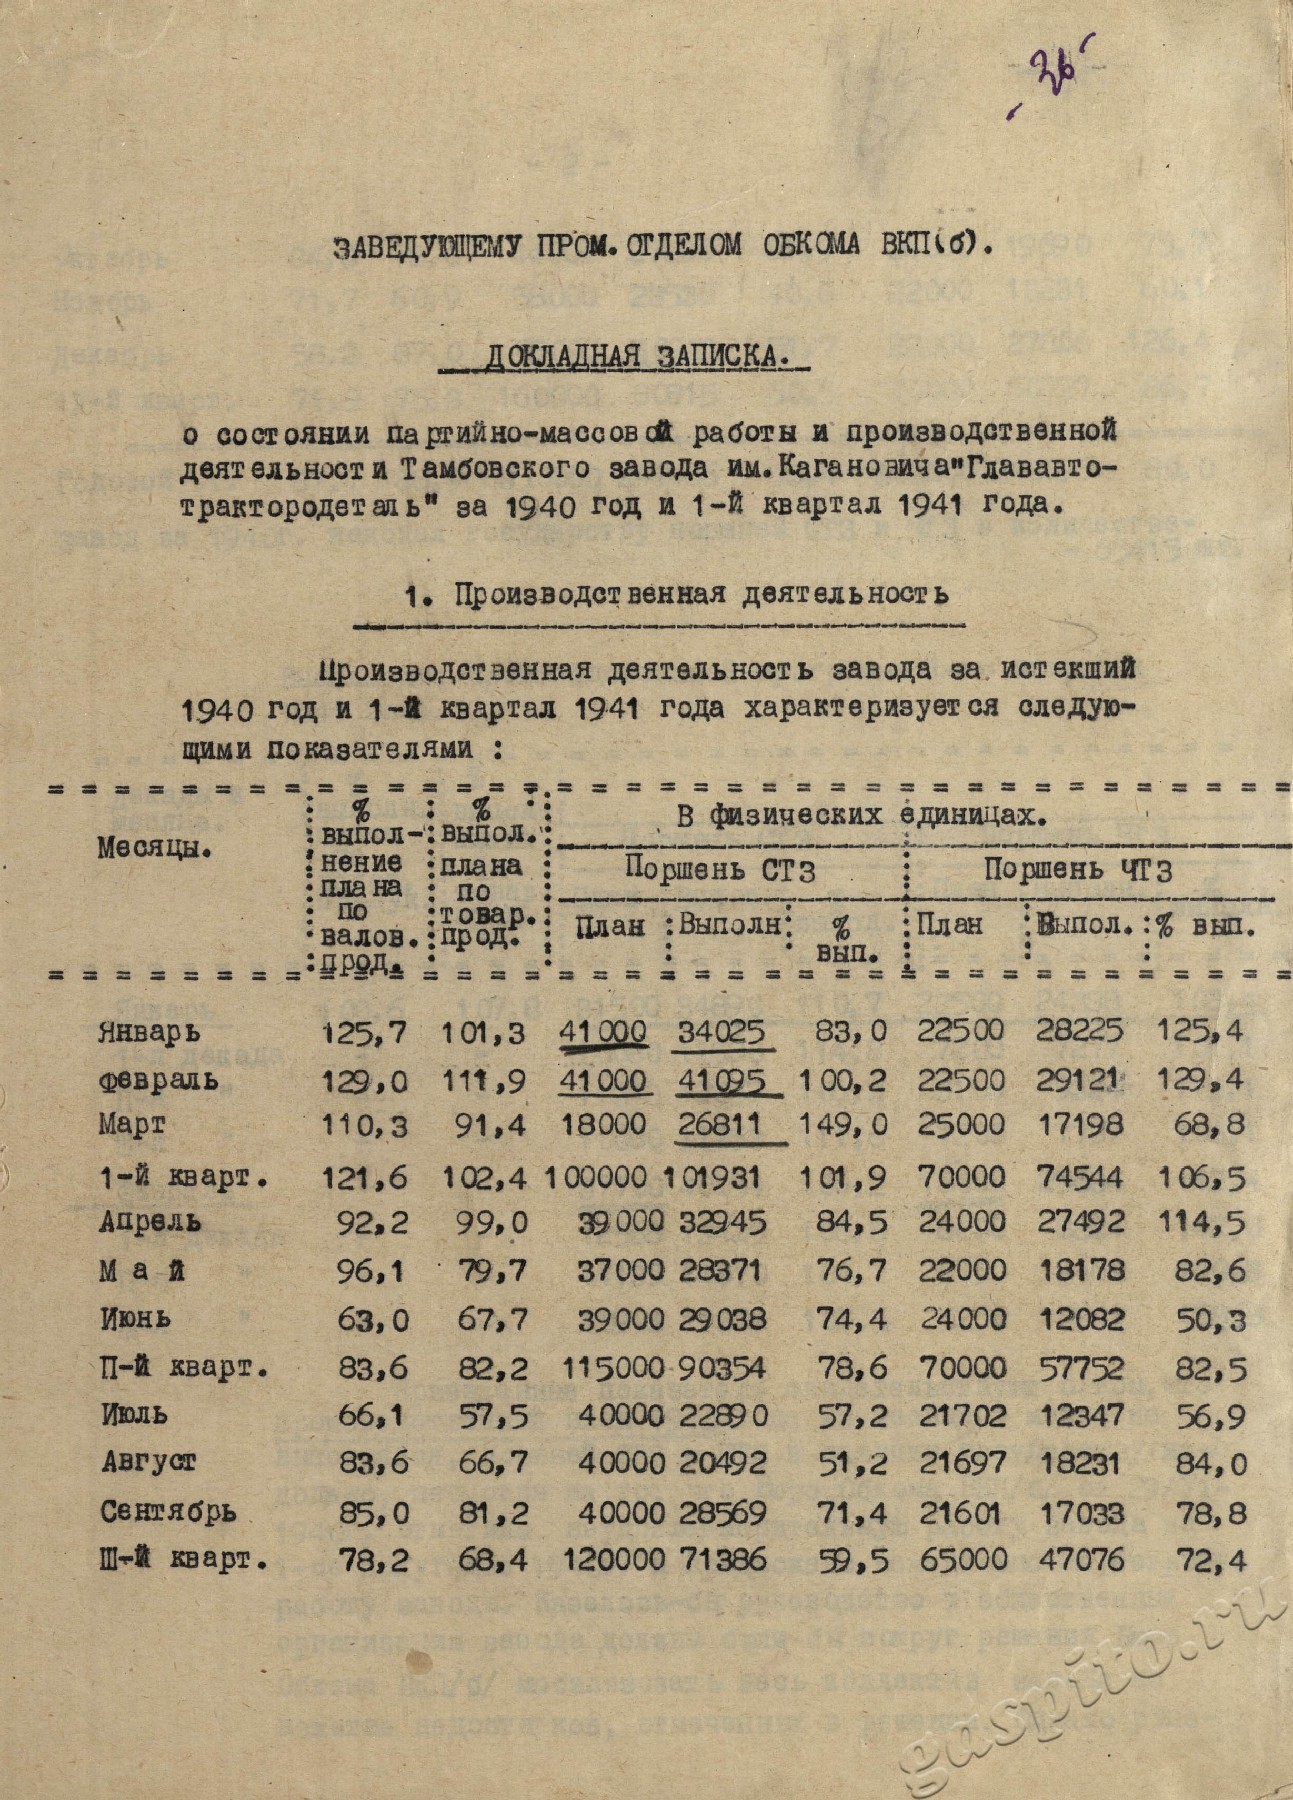 36
ЗАВЕДУЮЩЕМУ ПРОМ.ОТДЕЛОМ ОБКОМА ВКП(б).
ДОКЛАДНАЯ ЗАПИСКА.
о состоянии партийно-массовой работы и производственной
деятельности Тамбовского завода им.Кагановича"Глававто-
трактородеталь" за 1940 год и 1-й квартал 1941 года.
1. Производственная деятельность
Производственная деятельность завода за истекший
1940 год и 1-й квартал 1941 года характеризуется следую-
щими показателями :
Месяцы.
%
выпол-
нение
плана
по
валов.
прод.
%
выпол.
плана
по
товар.
прод.
В физических единицах.
Поршень СТЗ
Поршень ЧТЗ
План
Выполн
%
вып.
План
Выпол.
% вып.
Январь 125,7 101,3 41000 34025 83,0 22500 28225 125,4
Февраль 129,0 111,9 41000 41095 100,2 22500 29121 129,4
Март 110,3 91,4 18000 26811 149,0 25000 17198 68,8
1-й кварт. 121,6 102,4 100000 101931 101,9 70000 74544 106,5
Апрель 92,2 99,0 39000 32945 84,5 24000 27492 114,5
М а й 96,1 79,7 37000 28371 76,7 22000 18178 82,6
Июнь 63,0 67,7 39000 29038 74,4 24000 12082 50,3
П-й кварт. 83,6 82,2 115000 90354 78,6 70000 57752 82,5
Июль 66,1 57,5 40000 22890 57,2 21702 12347 56,9
Август 83,6 66,7 40000 20492 51,2 21697 18231 84,0
Сентябрь 85,0 81,2 40000 28569 71,4 21601 17033 78,8
Ш-й кварт. 78,2 68,4 120000 71386 59,5 65000 47076 72,4
gaspito.ru